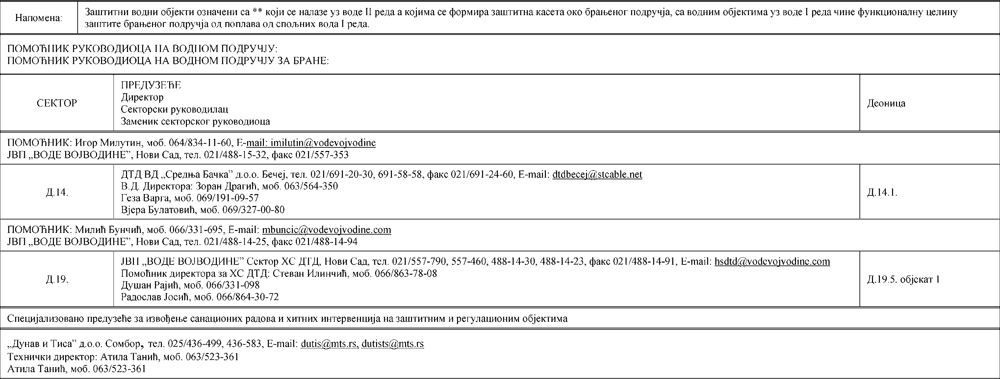 Напомена:
Заштитни водни објекти означени са ** који се налазе уз воде II реда а којима се формира заштитна касета око брањеног подручја, са водним објектима уз воде I реда чине функционалну целину
заштите брањеног подручја од поплава од спољних вода I реда.
ПОМОЋНИК РУКОВОДИОЦА НА ВОДНОМ ПОДРУЧЈУ:
ПОМОЋНИК РУКОВОДИОЦА НА ВОДНОМ ПОДРУЧЈУ ЗА БРАНЕ:
СЕКТОР
ПРЕДУЗЕЋЕ
Директор
Секторски руководилац
Заменик секторског руководиоца
Деоница
ПОМОЋНИК: Игор Милутин, моб. 064/834-11-60, E-mail: imilutin@vodevojvodine
ЈВП „ВОДЕ ВОЈВОДИНЕ”, Нови Сад, тел. 021/488-15-32, факс 021/557-353
Д.14.
ДТД ВД „Средња Бачка” д.о.о. Бечеј, тел. 021/691-20-30, 691-58-58, факс 021/691-24-60, E-mail: dtdbecej@stcable.net
В.Д. Директора: Зоран Драгић, моб. 063/564-350
Геза Варга, моб. 069/191-09-57
Вјера Булатовић, моб. 069/327-00-80
Д.14.1.
ПОМОЋНИК: Милић Бунчић, моб. 066/331-695, E-mail: mbuncic@vodevojvodine.com
ЈВП „ВОДЕ ВОЈВОДИНЕ”, Нови Сад, тел. 021/488-14-25, факс 021/488-14-94
Д.19.
ЈВП „ВОДЕ ВОЈВОДИНЕ” Сектор ХС ДТД, Нови Сад, тел. 021/557-790, 557-460, 488-14-30, 488-14-23, факс 021/488-14-91, E-mail: hsdtd@vodevojvodine.com
Помоћник директора за ХС ДТД: Стеван Илинчић, моб. 066/863-78-08
Душан Рајић, моб. 066/331-098
Радослав Јосић, моб. 066/864-30-72
Д.19.5. објекат 1
Специјализовано предузеће за извођење санационих радова и хитних интервенција на заштитним и регулационим објектима
„Дунав и Тиса” д.о.о. Сомбор, тел. 025/436-499, 436-583, E-mail: dutis@mts.rs, dutists@mts.rs
Технички директор: Атила Танић, моб. 063/523-361
Атила Танић, моб. 063/523-361